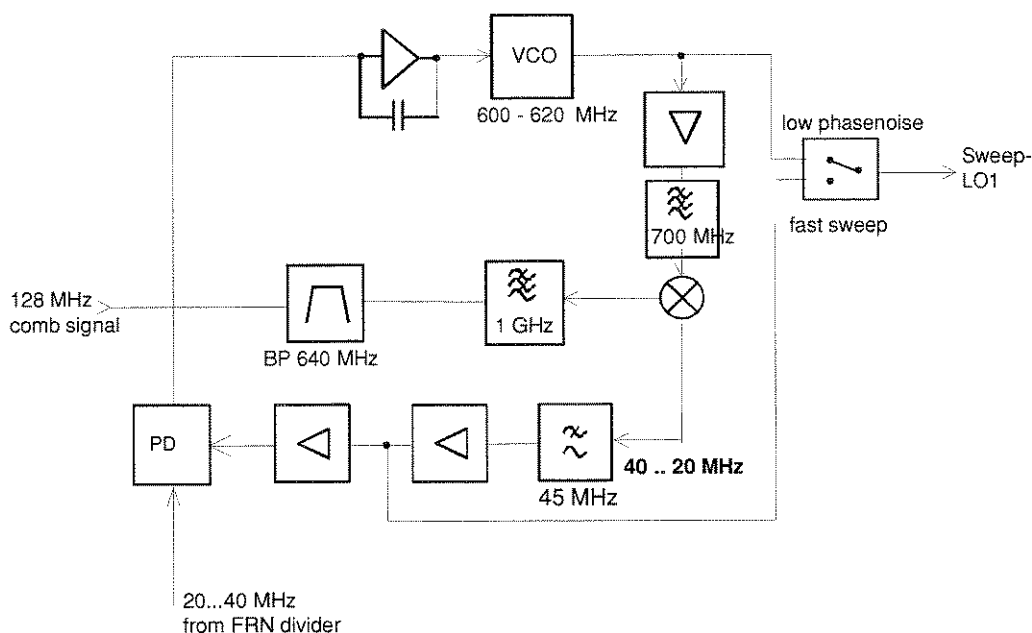 VCO
600 - 620 MHz
low phasenoise
Sweep-
LO1
fast sweep
700 MHz
128 MHz
comb signal
BP 640 MHz
1 GHz
PD
40 .. 20 MHz
45 MHz
20...40 MHz
from FRN divider